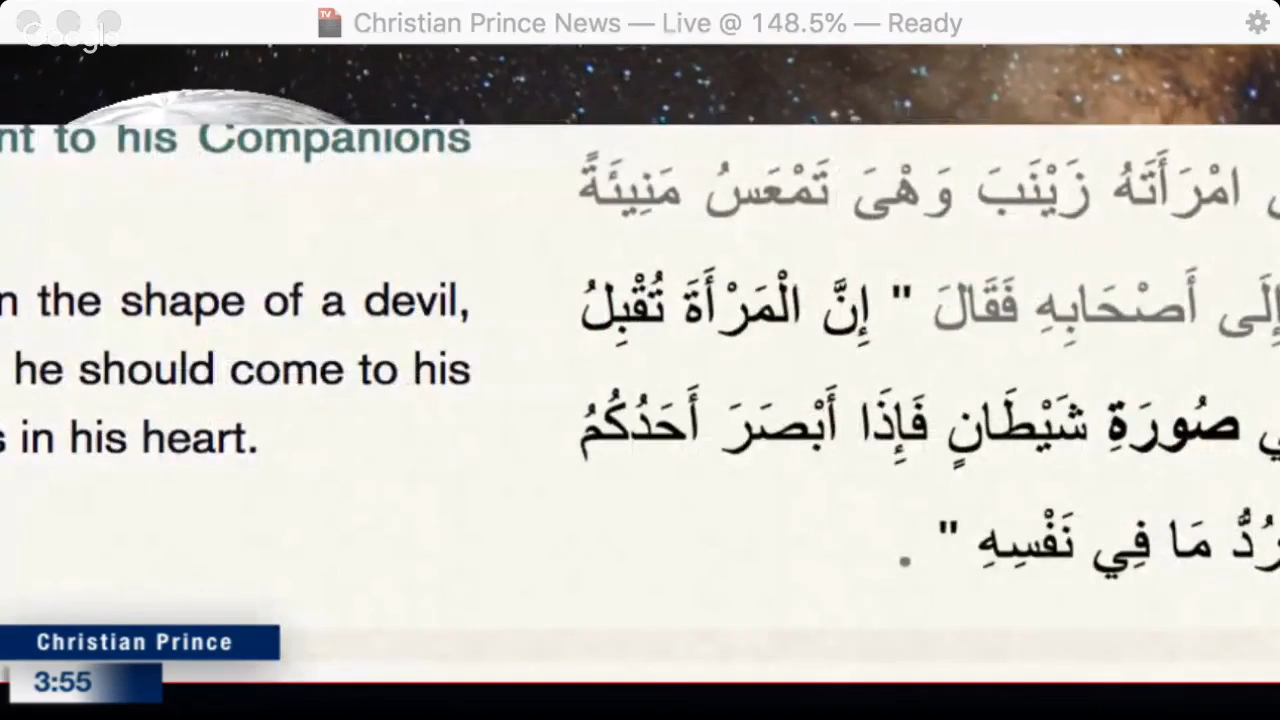 Christian Prince News — Live @ 148.5% — Ready
Google
nt to his Companions
n the shape of a devil,
he should come to his
s in his heart.
امْرَأَتَهُ زَيْنَبَ وَهْىَ تَمْعَسُ مَنِيئَةً
إِلَى أَصْحَابِهِ فَقَالَ " إِنَّ الْمَرْأَةَ تُقْبِلُ
صُورَةِ شَيْطَانٍ فَإِذَا أَبْصَرَ أَحَدُكُمُ
رُدُّ مَا فِي نَفْسِهِ " .
Christian Prince
3:55